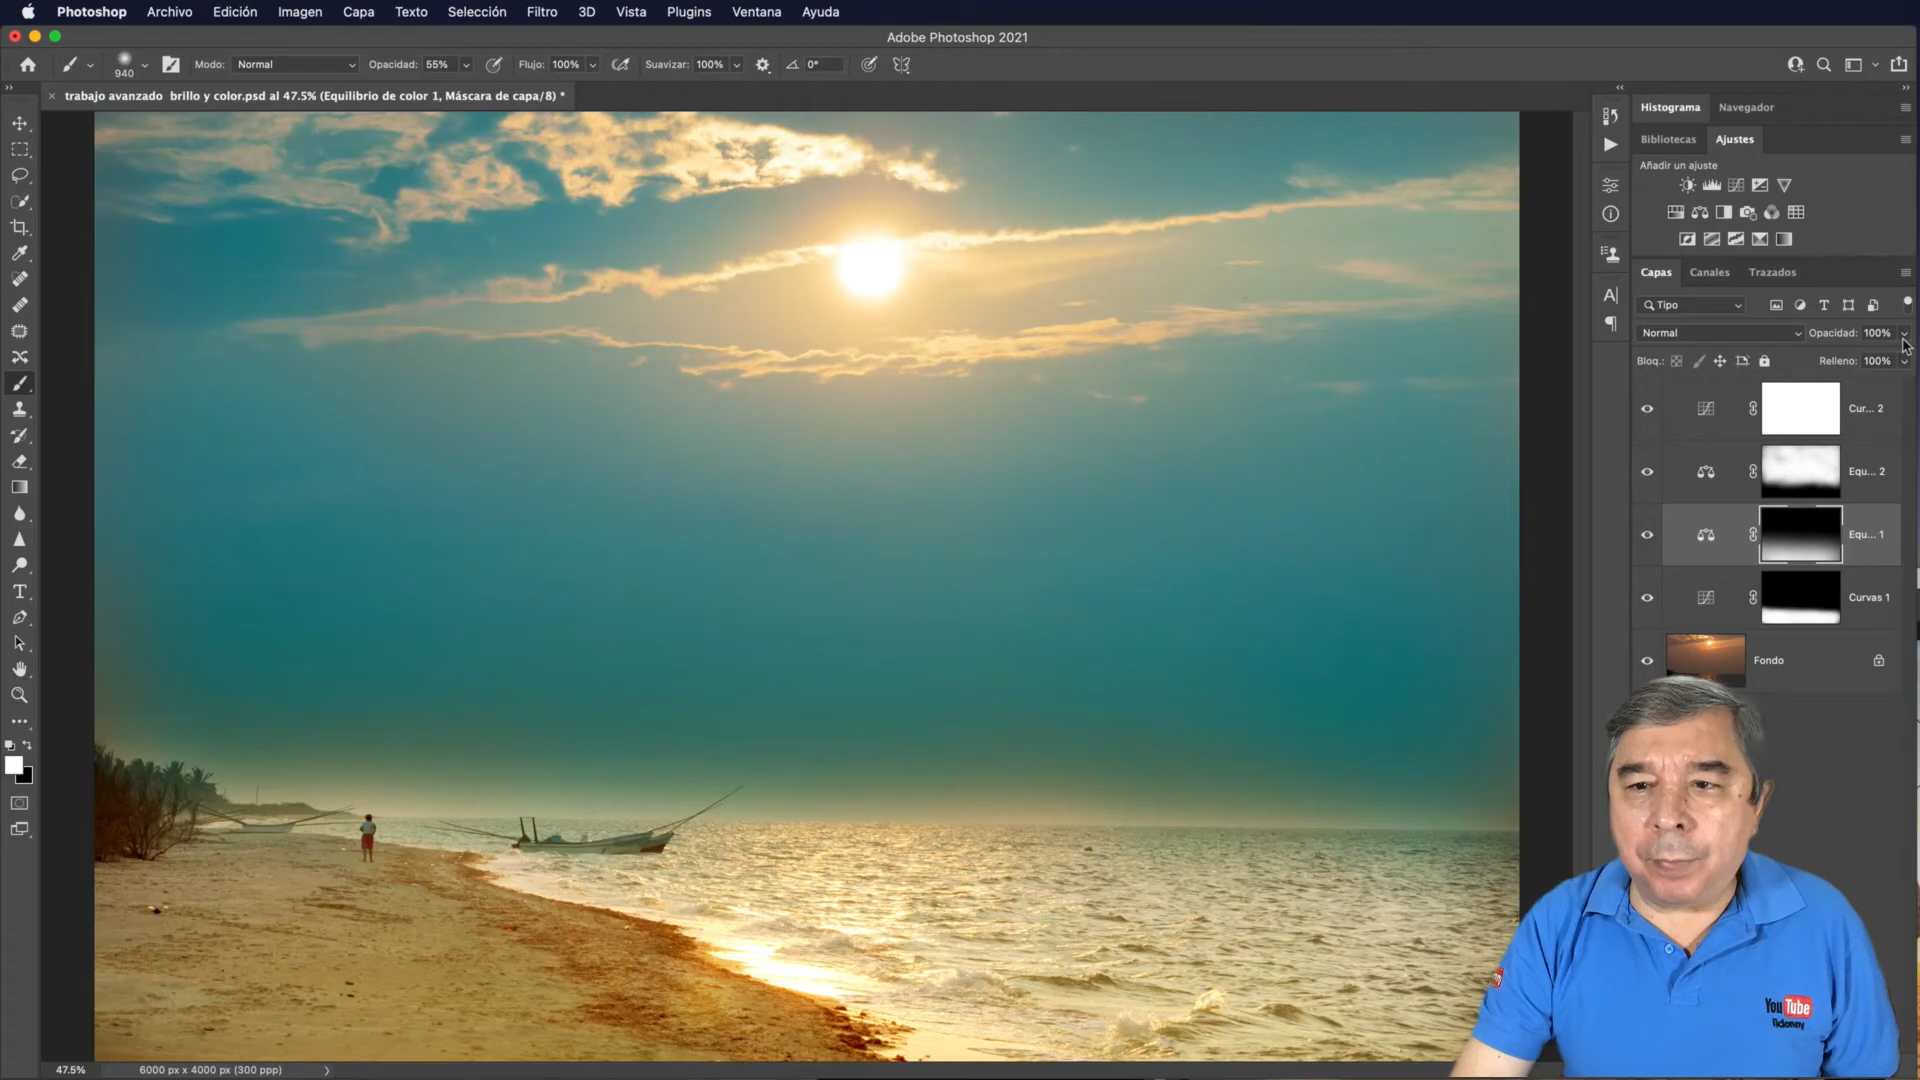 Photoshop Archivo Edición Imagen Capa Texto Selección Filtro 3D Vista Plugins Ventana Ayuda
Adobe Photoshop 2021
940 Modo: Normal Opacidad: 55% Flujo: 100% Suavizar: 100% 0°
trabajo avanzado brillo y color.psd al 47.5% (Equilibrio de color 1, Máscara de capa/8) *
Histograma Navegador
Bibliotecas Ajustes
Añadir un ajuste
Capas Canales Trazados
Tipo
Normal Opacidad: 100%
Bloq.: Relleno: 100%
Cur... 2
Equ... 2
Equ... 1
Curvas 1
Fondo
YouTube
47.5% 6000 px x 4000 px (300 ppp)